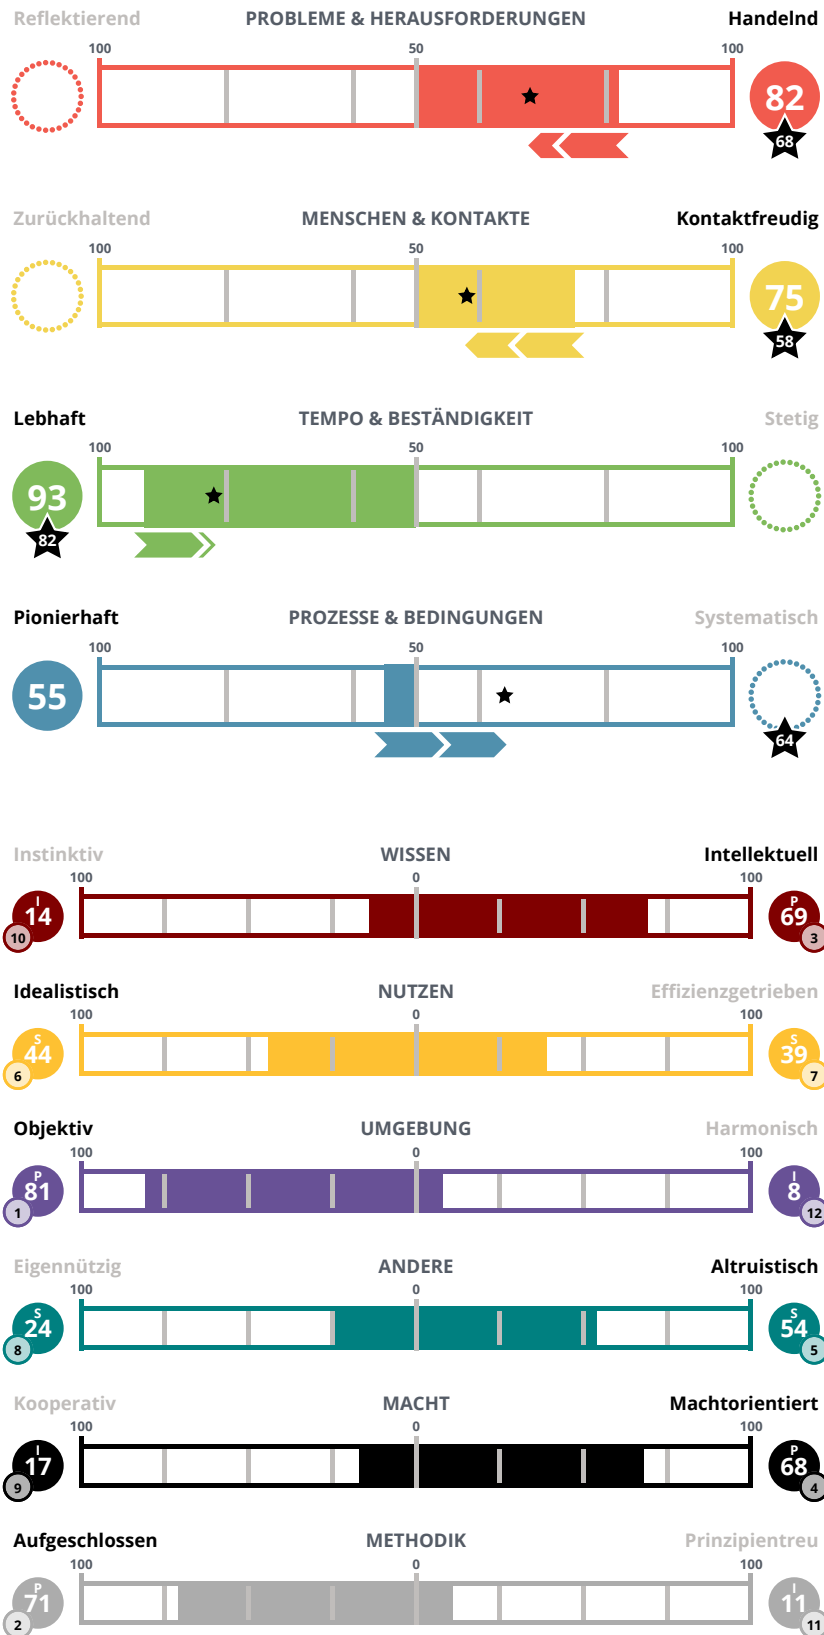 Reflektierend PROBLEME & HERAUSFORDERUNGEN Handelnd
100 50 100
82
68
Zurückhaltend MENSCHEN & KONTAKTE Kontaktfreudig
100 50 100
75
58
Lebhaft TEMPO & BESTÄNDIGKEIT Stetig
100 50 100
93
82
Pionierhaft PROZESSE & BEDINGUNGEN Systematisch
100 50 100
55
64
Instinktiv WISSEN Intellektuell
100 0 100
I P
14 69
10 3
Idealistisch NUTZEN Effizienzgetrieben
100 0 100
S S
44 39
6 7
Objektiv UMGEBUNG Harmonisch
100 0 100
P I
81 8
1 12
Eigennützig ANDERE Altruistisch
100 0 100
S S
24 54
8 5
Kooperativ MACHT Machtorientiert
100 0 100
I P
17 68
9 4
Aufgeschlossen METHODIK Prinzipientreu
100 0 100
P I
71 11
2 11